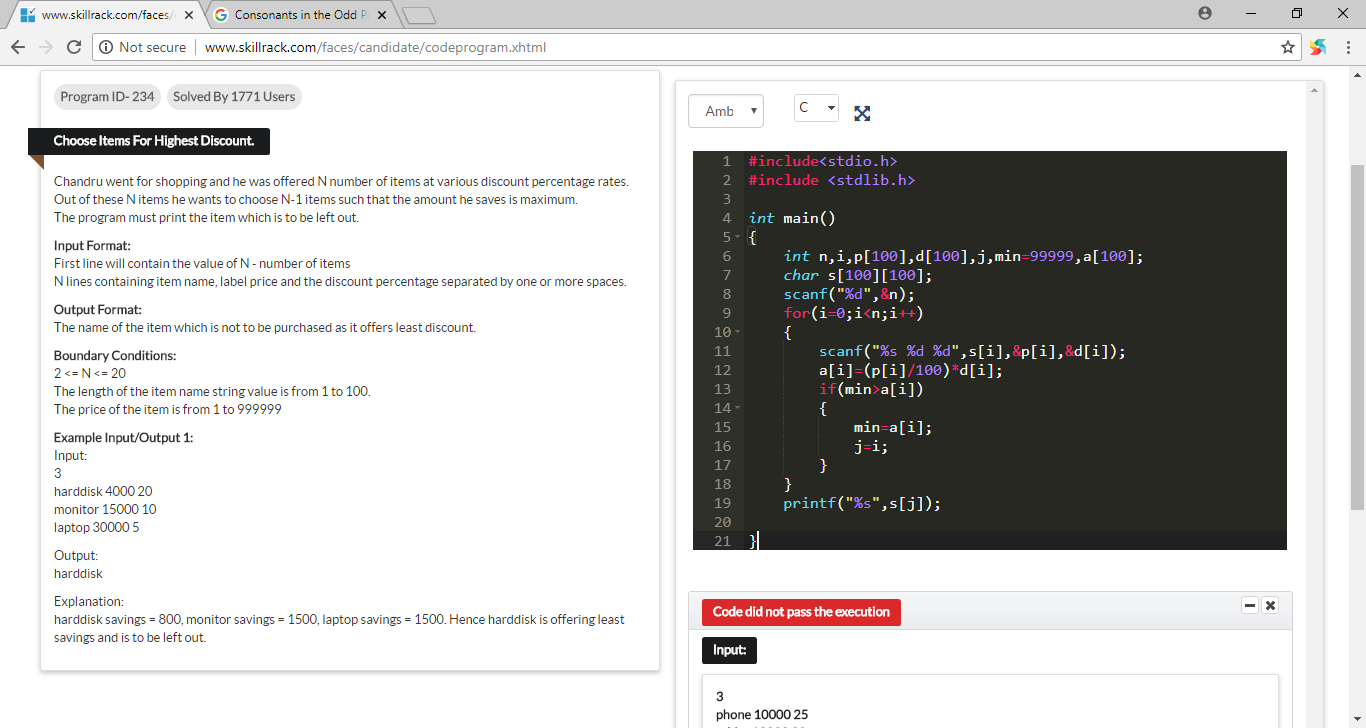 www.skillrack.com/faces/
Consonants in the Odd P
Not secure
www.skillrack.com/faces/candidate/codeprogram.xhtml
Program ID- 234
Solved By 1771 Users
Choose Items For Highest Discount.
Chandru went for shopping and he was offered N number of items at various discount percentage rates.
Out of these N items he wants to choose N-1 items such that the amount he saves is maximum.
The program must print the item which is to be left out.
Input Format:
First line will contain the value of N - number of items
N lines containing item name, label price and the discount percentage separated by one or more spaces.
Output Format:
The name of the item which is not to be purchased as it offers least discount.
Boundary Conditions:
2 <= N <= 20
The length of the item name string value is from 1 to 100.
The price of the item is from 1 to 999999
Example Input/Output 1:
Input:
3
harddisk 4000 20
monitor 15000 10
laptop 30000 5
Output:
harddisk
Explanation:
harddisk savings = 800, monitor savings = 1500, laptop savings = 1500. Hence harddisk is offering least
savings and is to be left out.
Amb
C
1 #include<stdio.h>
2 #include <stdlib.h>
3
4 int main()
5 {
6 int n,i,p[100],d[100],j,min=99999,a[100];
7 char s[100][100];
8 scanf("%d",&n);
9 for(i=0;i<n;i++)
10 {
11 scanf("%s %d %d",s[i],&p[i],&d[i]);
12 a[i]=(p[i]/100)*d[i];
13 if(min>a[i])
14 {
15 min=a[i];
16 j=i;
17 }
18 }
19 printf("%s",s[j]);
20
21 }
Code did not pass the execution
Input:
3
phone 10000 25